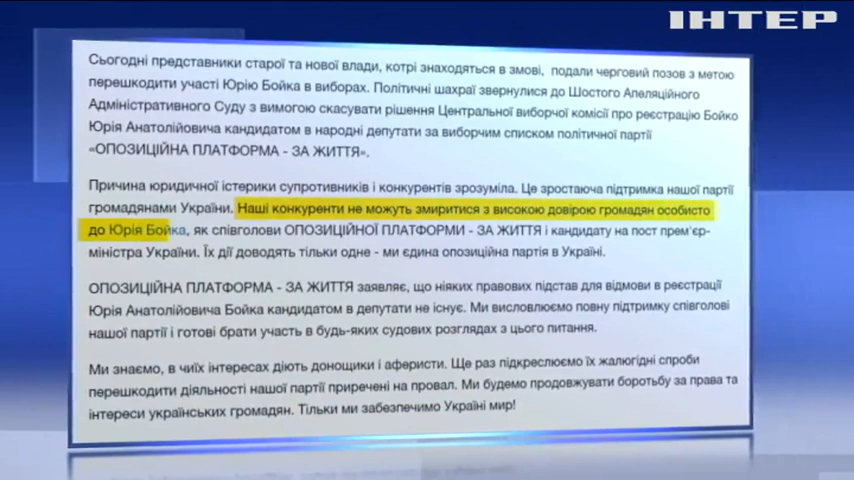 ІНТЕР
Сьогодні представники старої та нової влади, котрі знаходяться в змові, подали черговий позов з метою
перешкодити участі Юрію Бойка в виборах. Політичні шахраї звернулися до Шостого Апеляційного
Адміністративного Суду з вимогою скасувати рішення Центральної виборчої комісії про реєстрацію Бойко
Юрія Анатолійовича кандидатом в народні депутати за виборчим списком політичної партії
«ОПОЗИЦІЙНА ПЛАТФОРМА - ЗА ЖИТТЯ».
Причина юридичної істерики супротивників і конкурентів зрозуміла. Це зростаюча підтримка нашої партії
громадянами України. Наші конкуренти не можуть змиритися з високою довірою громадян особисто
до Юрія Бойка, як співголови ОПОЗИЦІЙНОЇ ПЛАТФОРМИ - ЗА ЖИТТЯ і кандидату на пост прем'єр-
міністра України. Їх дії доводять тільки одне - ми єдина опозиційна партія в Україні.
ОПОЗИЦІЙНА ПЛАТФОРМА - ЗА ЖИТТЯ заявляє, що ніяких правових підстав для відмови в реєстрації
Юрія Анатолійовича Бойка кандидатом в депутати не існує. Ми висловлюємо повну підтримку співголові
нашої партії і готові брати участь в будь-яких судових розглядах з цього питання.
Ми знаємо, в чиїх інтересах діють донощики і аферисти. Ще раз підкреслюємо їх жалюгідні спроби
перешкодити діяльності нашої партії приречені на провал. Ми будемо продовжувати боротьбу за права та
інтереси українських громадян. Тільки ми забезпечимо Україні мир!